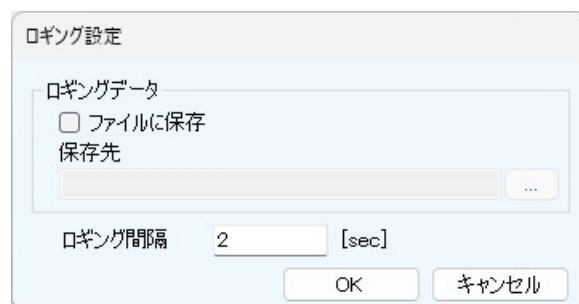 ロギング設定
ロギングデータ
ファイルに保存
保存先
...
ロギング間隔 2 [sec]
OK キャンセル